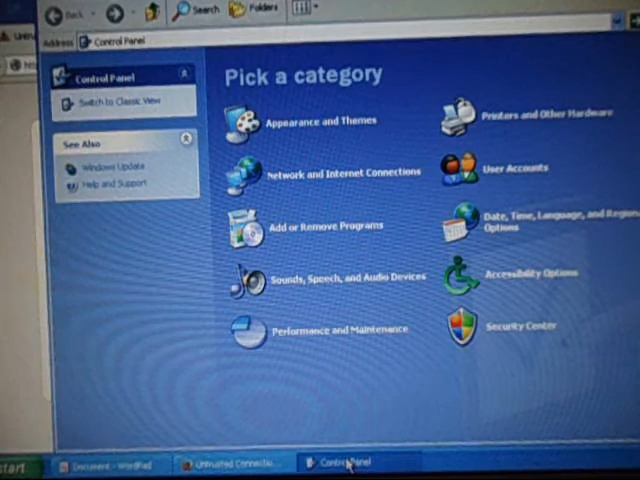 Back
Search
Folders
Address
Control Panel
Control Panel
Switch to Classic View
See Also
Windows Update
Help and Support
Pick a category
Appearance and Themes
Printers and Other Hardware
Network and Internet Connections
User Accounts
Add or Remove Programs
Date, Time, Language, and Regio
Options
Sounds, Speech, and Audio Devices
Accessibility Options
Performance and Maintenance
Security Center
start
Document - WordPad
Untrusted Connectio...
Control Panel